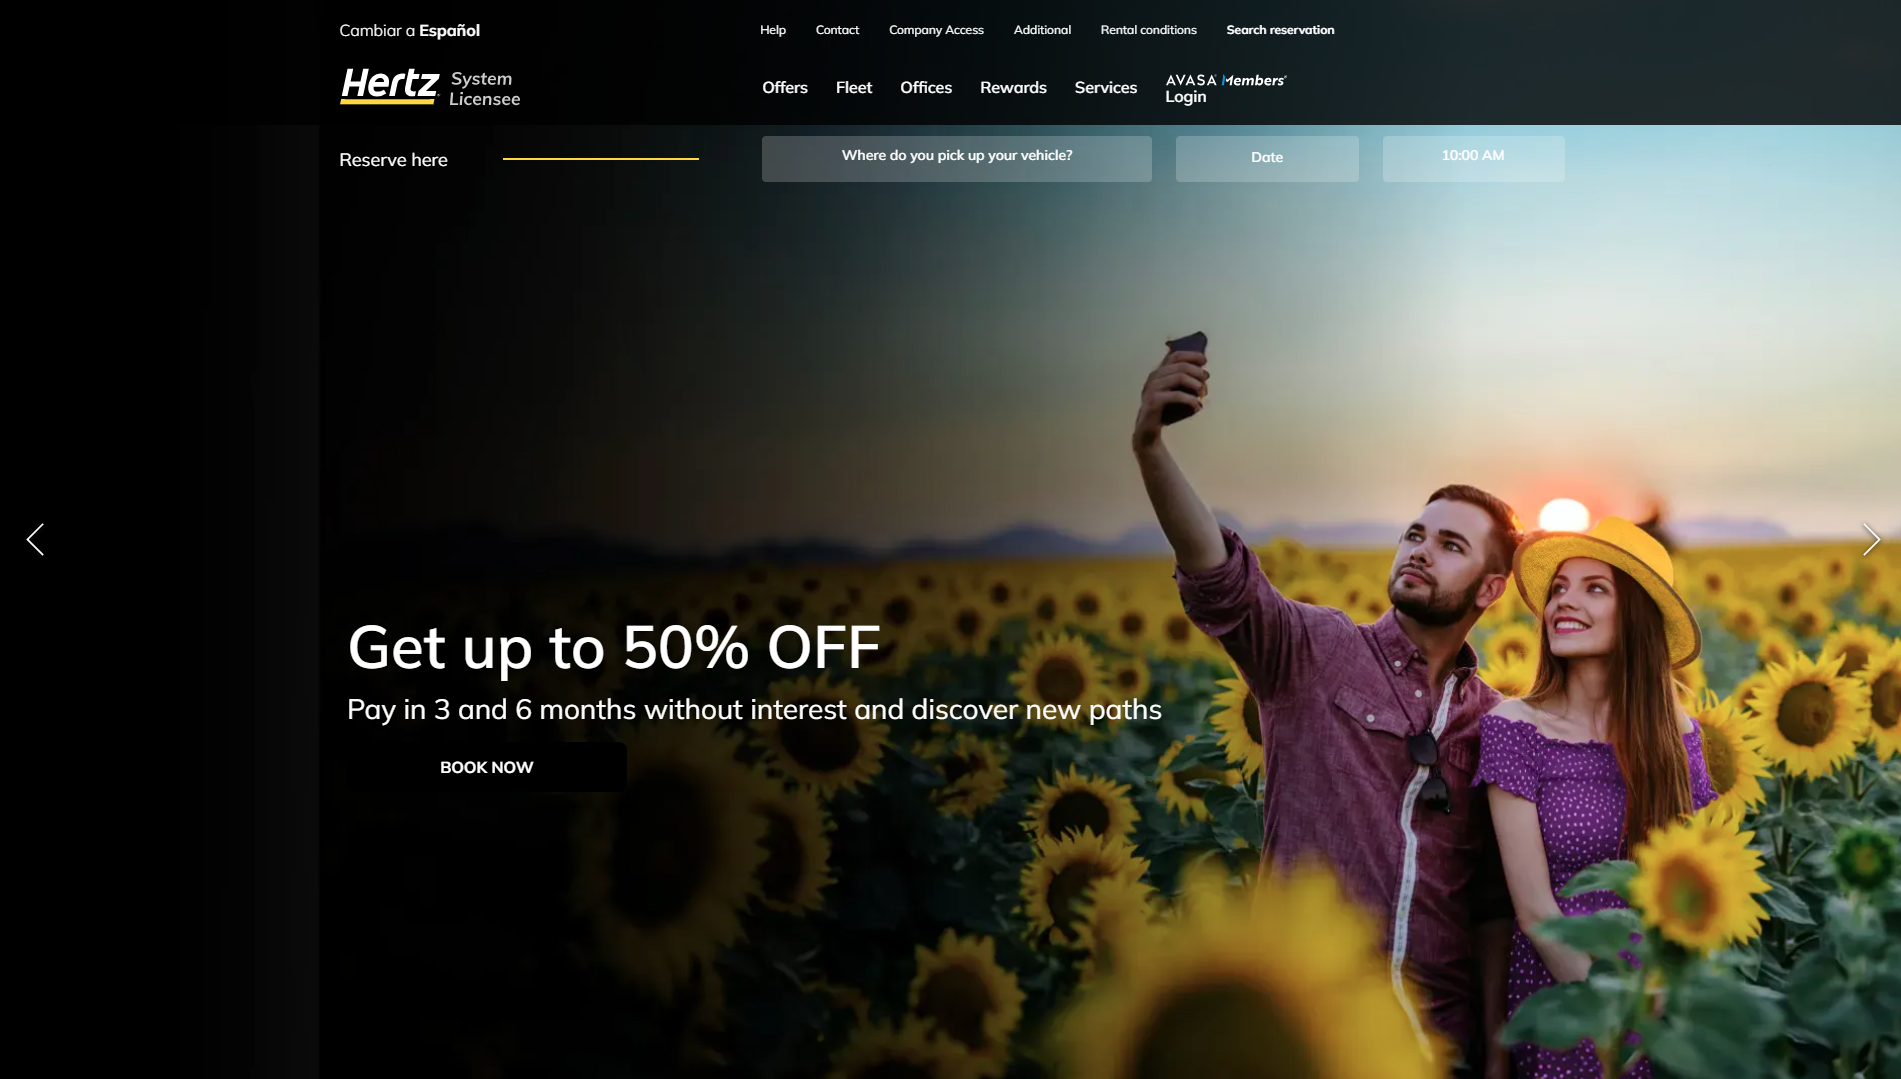 Cambiar a Español
Help
Contact
Company Access
Additional
Rental conditions
Search reservation
Hertz System Licensee
Offers
Fleet
Offices
Rewards
Services
AVASA Members
Login
Reserve here
Where do you pick up your vehicle?
Date
10:00 AM
Get up to 50% OFF
Pay in 3 and 6 months without interest and discover new paths
BOOK NOW